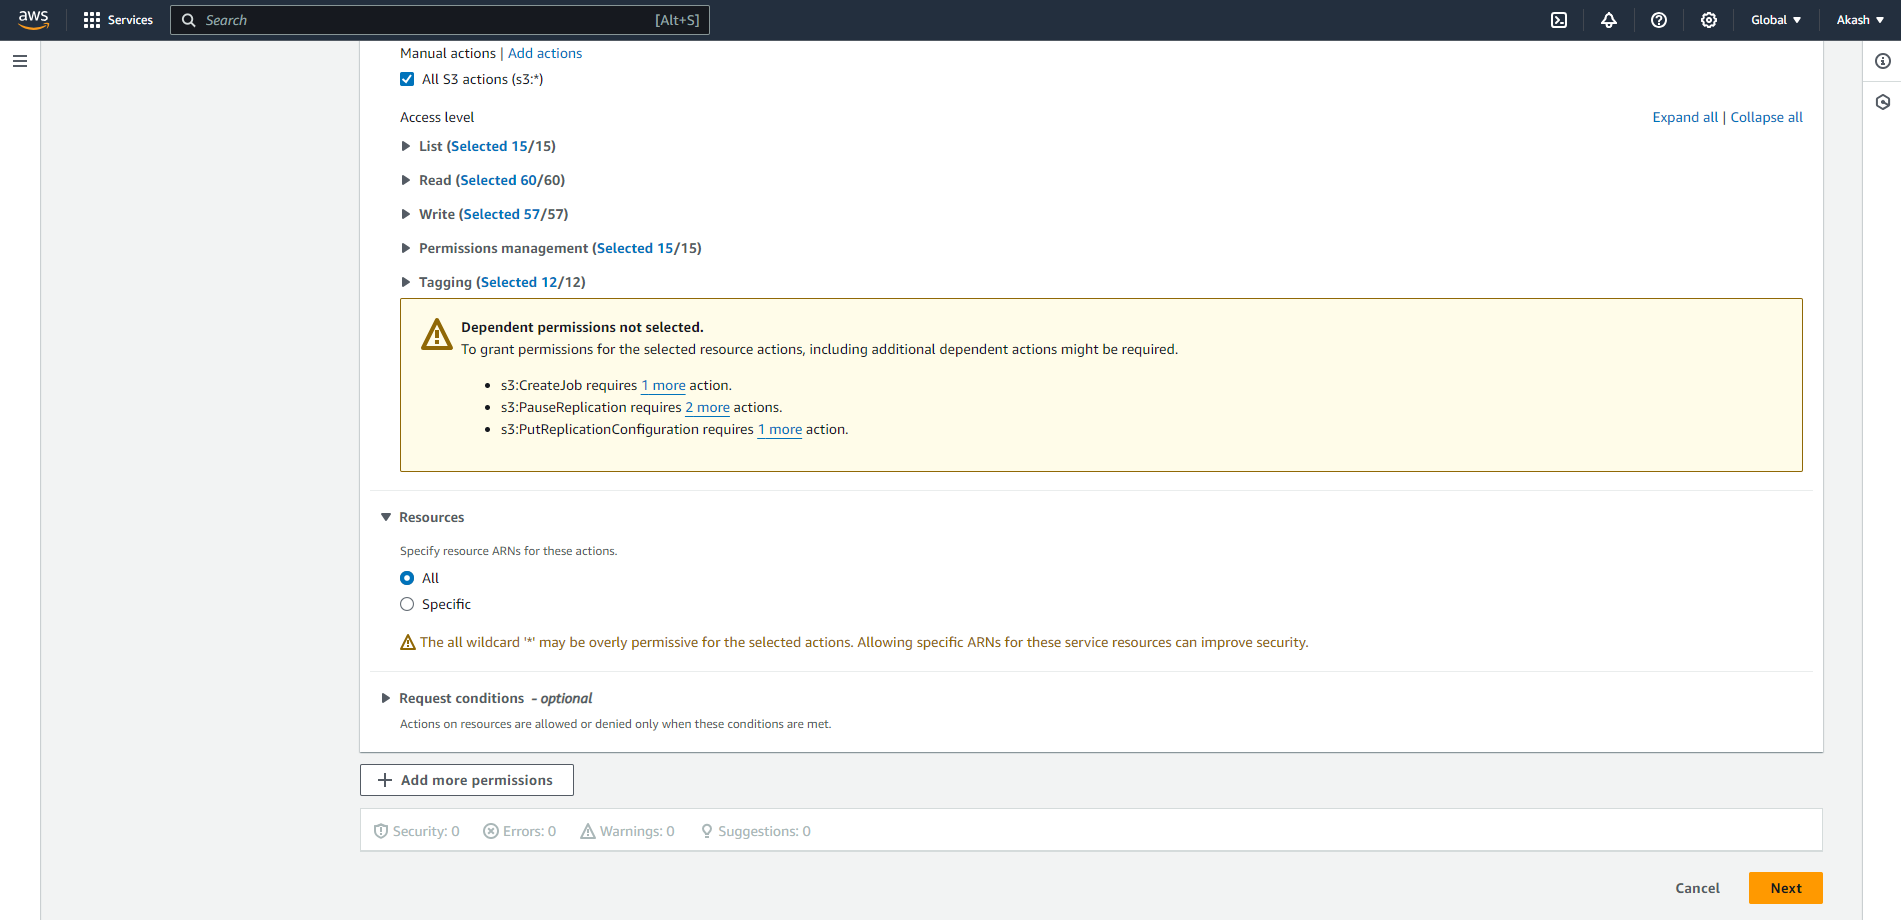 aws Services Search [Alt+S] Global Akash
Manual actions | Add actions
All S3 actions (s3:*)
Access level Expand all | Collapse all
List (Selected 15/15)
Read (Selected 60/60)
Write (Selected 57/57)
Permissions management (Selected 15/15)
Tagging (Selected 12/12)
Dependent permissions not selected.
To grant permissions for the selected resource actions, including additional dependent actions might be required.
• s3:CreateJob requires 1 more action.
• s3:PauseReplication requires 2 more actions.
• s3:PutReplicationConfiguration requires 1 more action.
Resources
Specify resource ARNs for these actions.
All
Specific
The all wildcard '*' may be overly permissive for the selected actions. Allowing specific ARNs for these service resources can improve security.
Request conditions - optional
Actions on resources are allowed or denied only when these conditions are met.
Add more permissions
Security: 0 Errors: 0 Warnings: 0 Suggestions: 0
Cancel Next